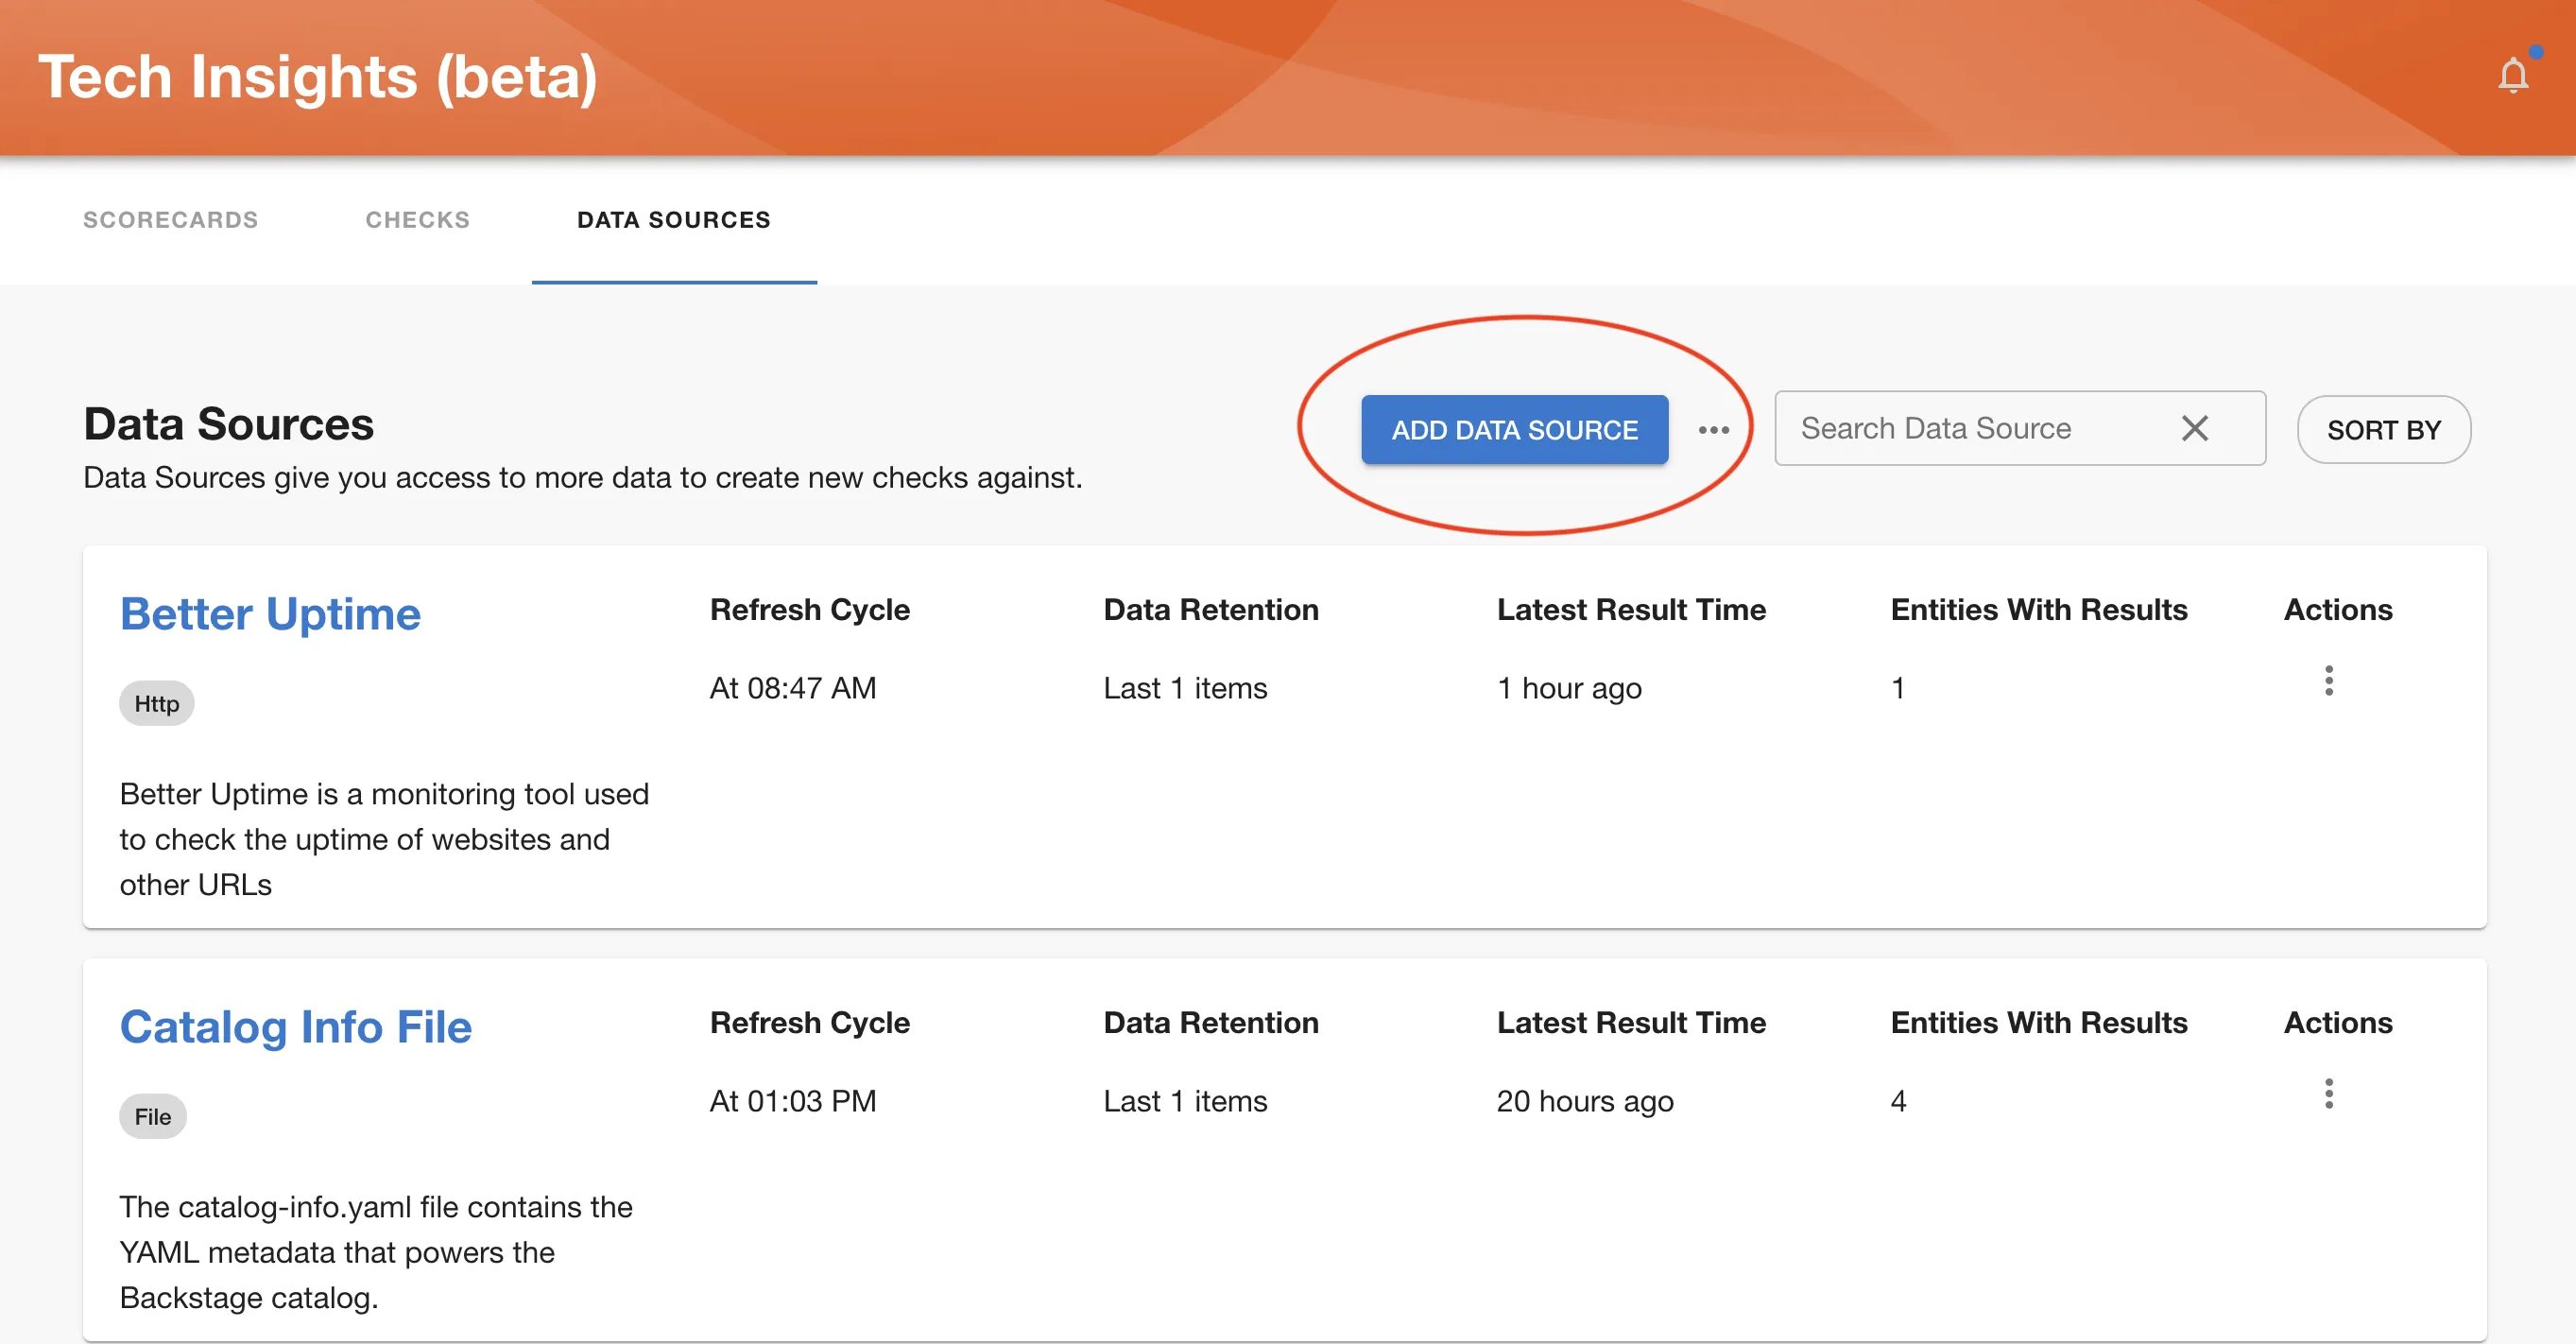 Tech Insights (beta)
SCORECARDS CHECKS DATA SOURCES
Data Sources
Data Sources give you access to more data to create new checks against.
ADD DATA SOURCE
Search Data Source
SORT BY
Better Uptime
Http
Better Uptime is a monitoring tool used
to check the uptime of websites and
other URLs
Refresh Cycle
At 08:47 AM
Data Retention
Last 1 items
Latest Result Time
1 hour ago
Entities With Results
1
Actions
Catalog Info File
File
The catalog-info.yaml file contains the
YAML metadata that powers the
Backstage catalog.
Refresh Cycle
At 01:03 PM
Data Retention
Last 1 items
Latest Result Time
20 hours ago
Entities With Results
4
Actions